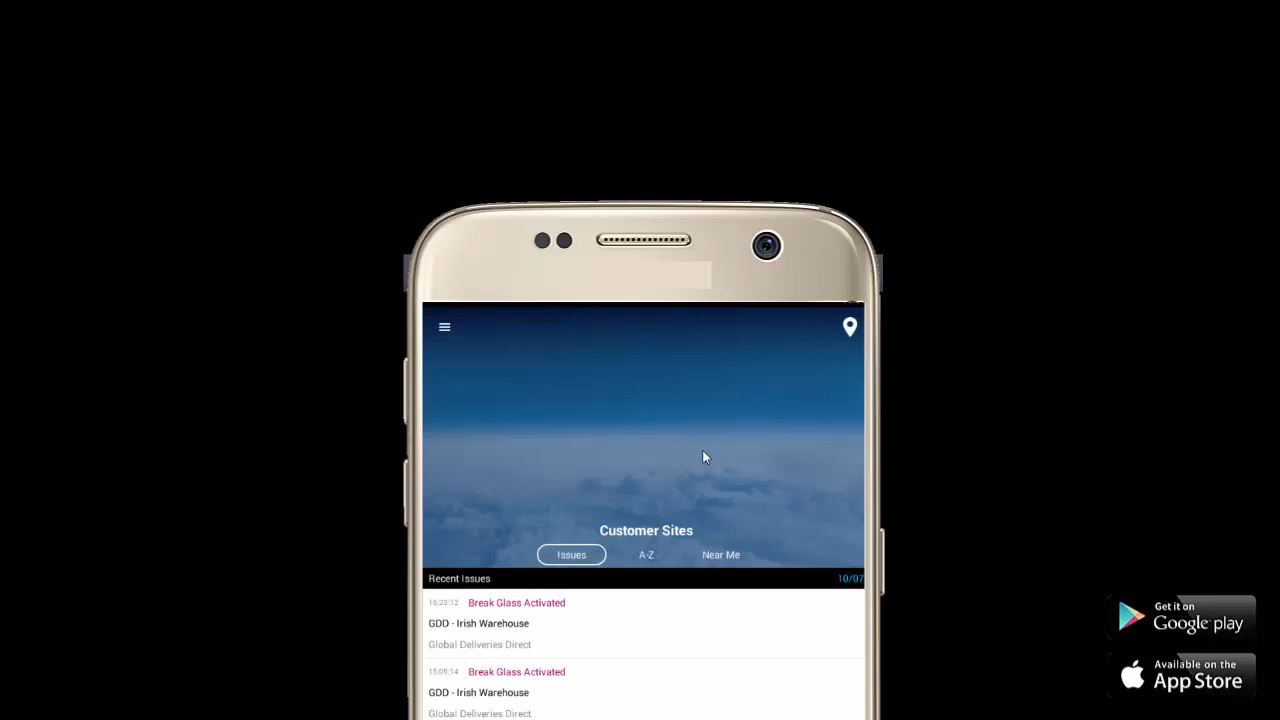 Customer Sites
Issues A-Z Near Me
Recent Issues 10/07
15:23:12 Break Glass Activated
GDD - Irish Warehouse
Global Deliveries Direct
15:09:14 Break Glass Activated
GDD - Irish Warehouse
Global Deliveries Direct
Get it on
Google play
Available on the
App Store